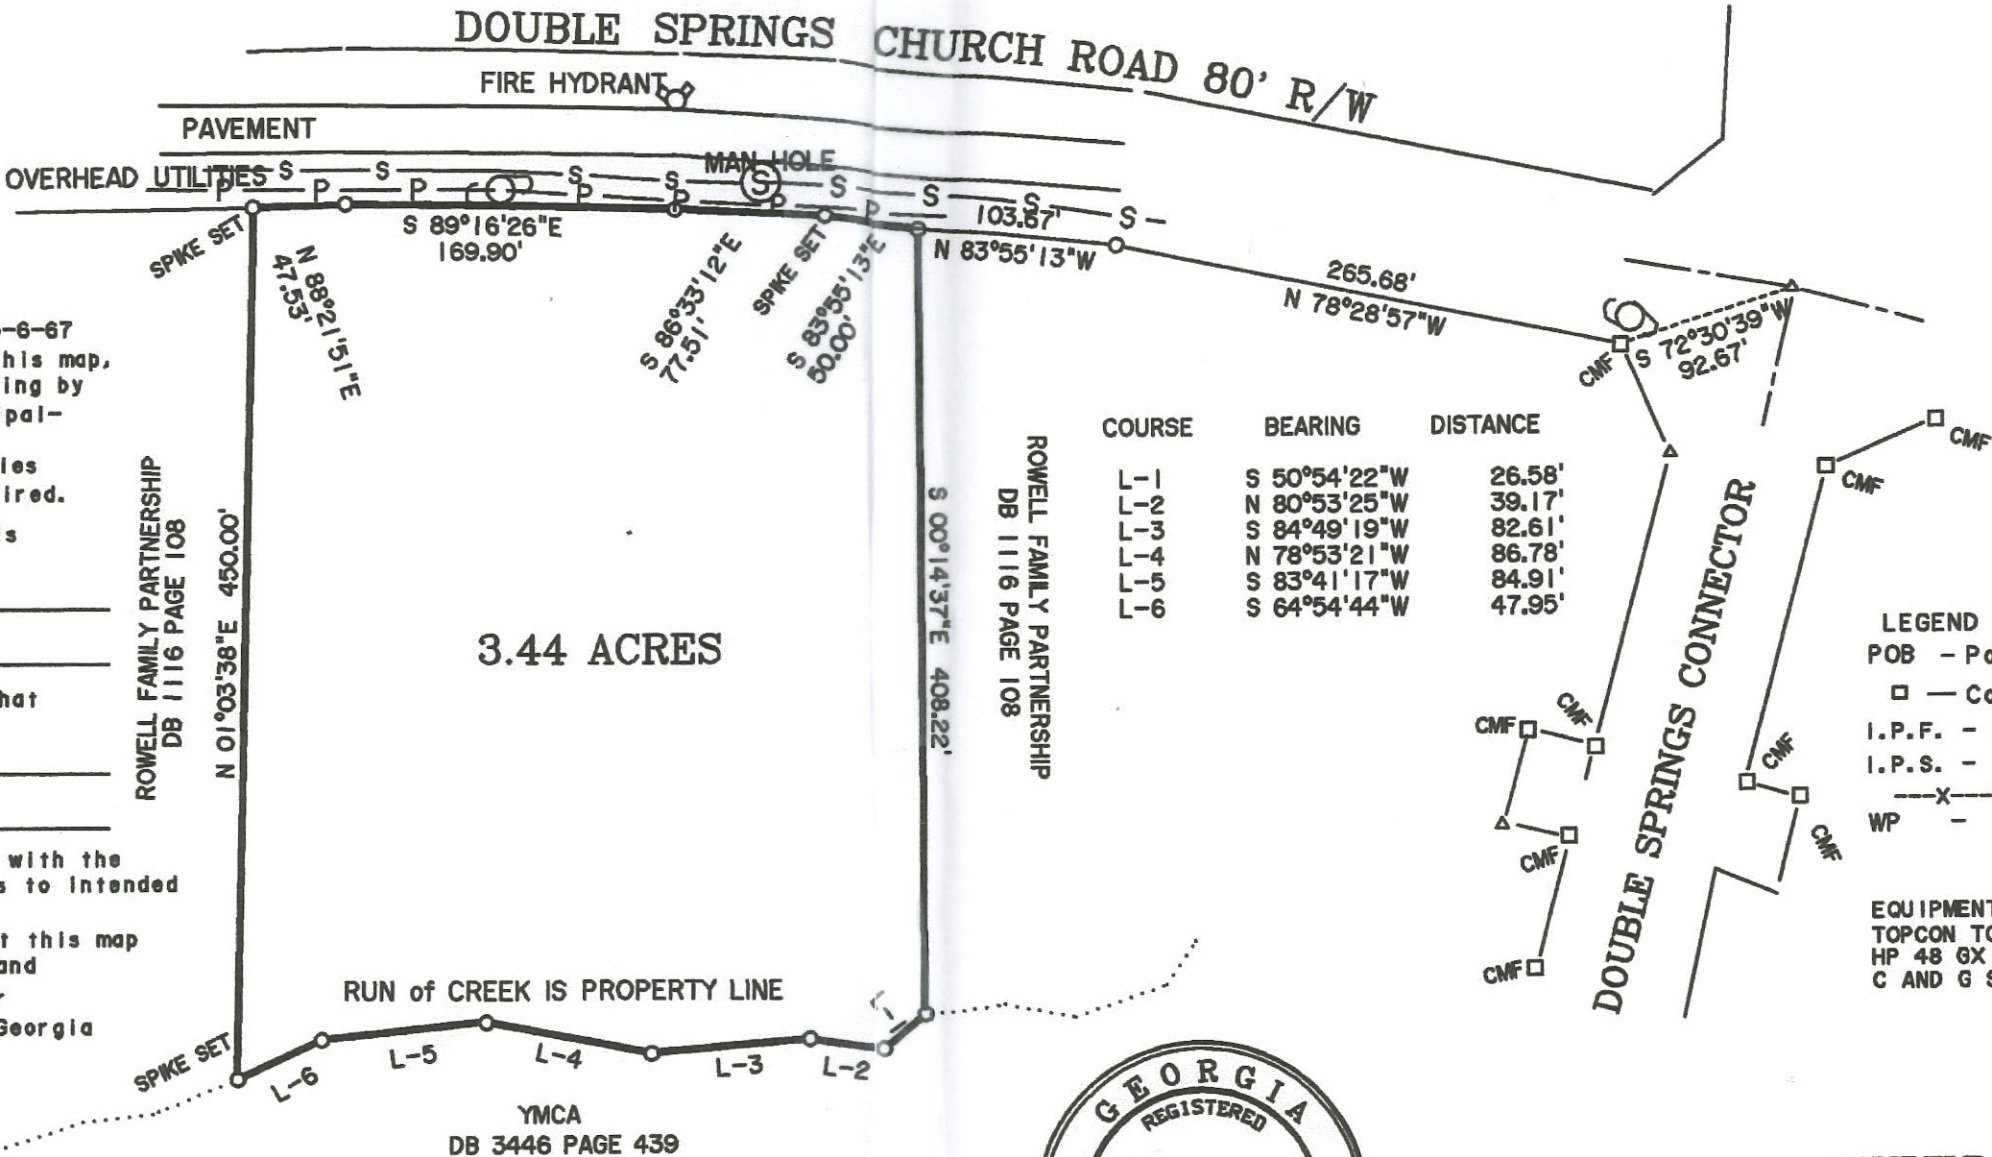 DOUBLE SPRINGS CHURCH ROAD 80' R/W
FIRE HYDRANT
PAVEMENT
MAN HOLE
OVERHEAD UTILITIES
S S S S S S S S S
P P P P P P P
SPIKE SET
N 88°21'51"E
47.53'
S 89°16'26"E
169.90'
S 86°33'12"E
77.51'
SPIKE SET
S 83°55'13"E
50.00'
103.67'
N 83°55'13"W
265.68'
N 78°28'57"W
CMF
S 72°30'39"W
92.67'
CMF
CMF
-6-67
his map,
ing by
pal-
ies
ired.
s
hat
with the
s to intended
t this map
and
Georgia
ROWELL FAMILY PARTNERSHIP
DB 1116 PAGE 108
N 01°03'38"E 450.00'
3.44 ACRES
S 00°14'37"E 408.22'
ROWELL FAMILY PARTNERSHIP
DB 1116 PAGE 108
COURSE BEARING DISTANCE
L-1 S 50°54'22"W 26.58'
L-2 N 80°53'25"W 39.17'
L-3 S 84°49'19"W 82.61'
L-4 N 78°53'21"W 86.78'
L-5 S 83°41'17"W 84.91'
L-6 S 64°54'44"W 47.95'
DOUBLE SPRINGS CONNECTOR
CMF
CMF
CMF
CMF
CMF
CMF
LEGEND
POB - Po
— Co
I.P.F. -
I.P.S. -
---X---
WP -
EQUIPMENT
TOPCON TO
HP 48 GX
C AND G S
RUN of CREEK IS PROPERTY LINE
SPIKE SET
L-6
L-5
L-4
L-3
L-2
YMCA
DB 3446 PAGE 439
GEORGIA
REGISTERED